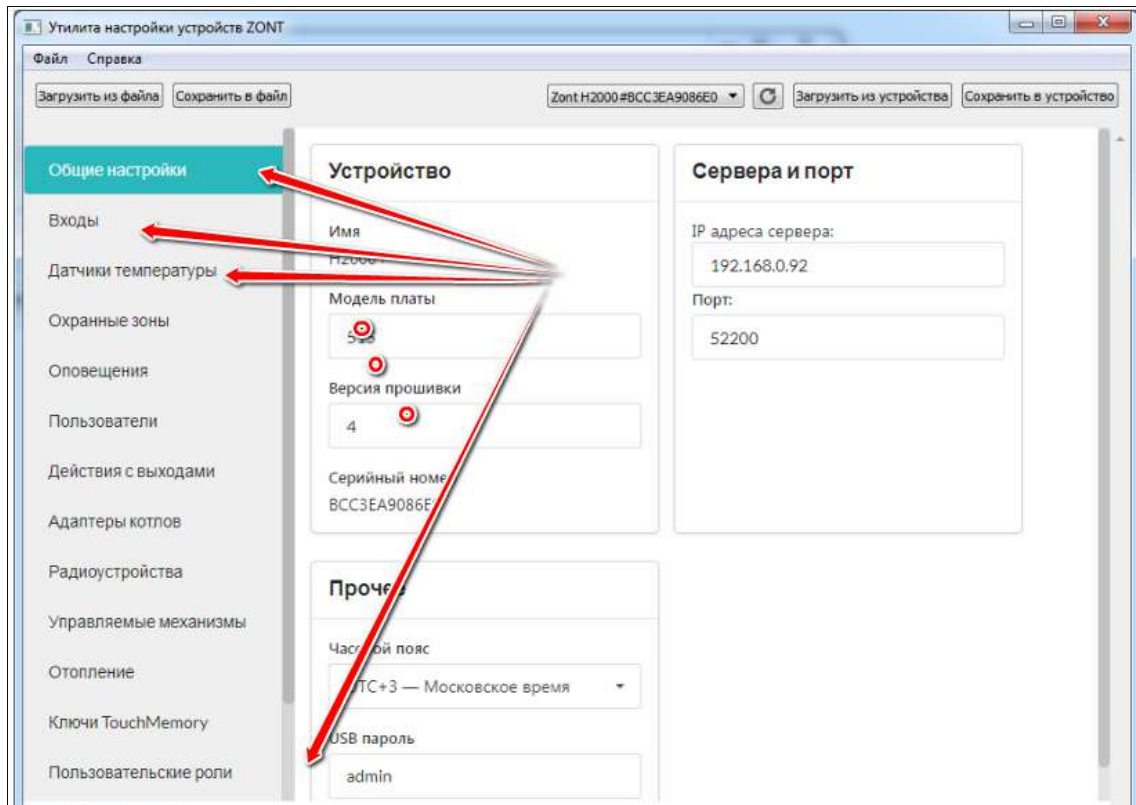 Утилита настройки устройств ZONT
Файл Справка
Загрузить из файла Сохранить в файл Zont H2000 #BCC3EA9086E0 Загрузить из устройства Сохранить в устройство
Общие настройки
Входы
Датчики температуры
Охранные зоны
Оповещения
Пользователи
Действия с выходами
Адаптеры котлов
Радиоустройства
Управляемые механизмы
Отопление
Ключи TouchMemory
Пользовательские роли
Устройство
Имя
Модель платы
Версия прошивки
4
Серийный номер
Сервера и порт
IP адреса сервера:
192.168.0.92
Порт:
52200
Прочее
Часовой пояс
UTC+3 — Московское время
USB пароль
admin